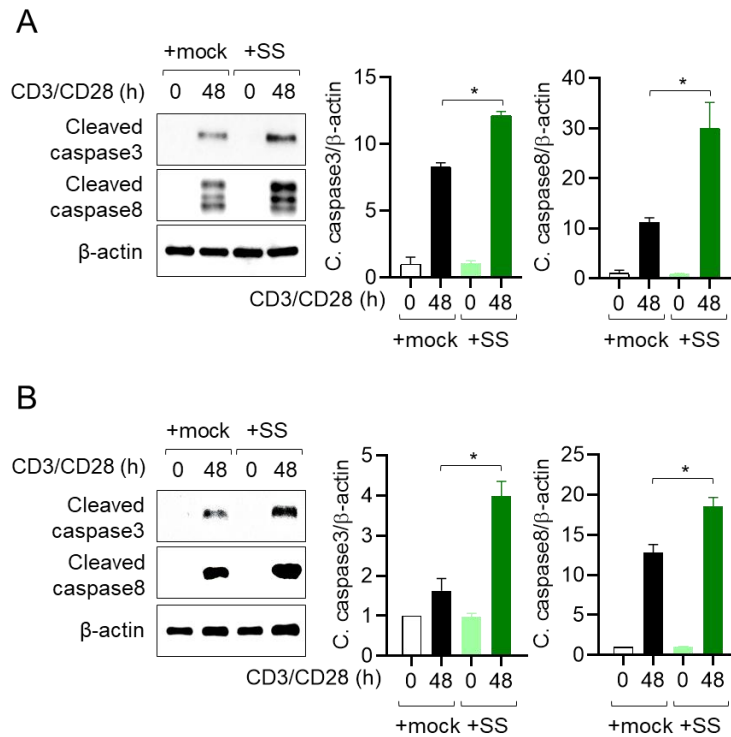 A
+mock +SS
CD3/CD28 (h) 0 48 0 48
Cleaved
caspase3
Cleaved
caspase8
β-actin
C. caspase3/β-actin
15
10
5
0
*
0 48 0 48
C. caspase8/β-actin
40
30
20
10
0
*
0 48 0 48
CD3/CD28 (h)
+mock +SS
+mock +SS
B
+mock +SS
CD3/CD28 (h) 0 48 0 48
Cleaved
caspase3
Cleaved
caspase8
β-actin
C. caspase3/β-actin
5
4
3
2
1
0
*
0 48 0 48
C. caspase8/β-actin
25
20
15
10
5
0
*
0 48 0 48
CD3/CD28 (h)
+mock +SS
+mock +SS